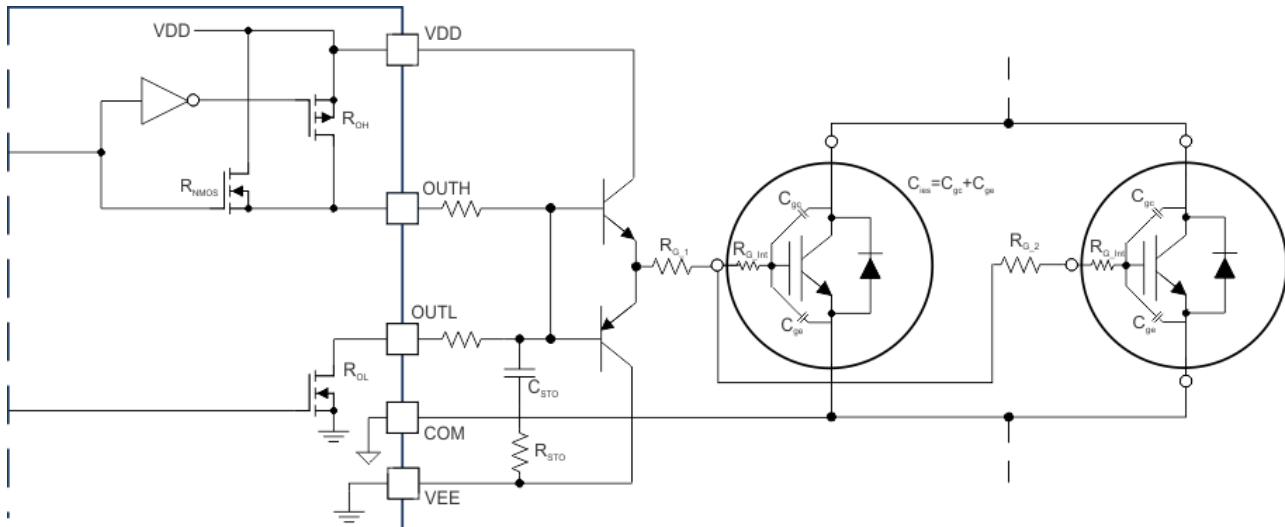 VDD
VDD
R_OH
R_NMOS
OUTH
C_ies=C_gc+C_ge
C_gc
C_gc
R_G_1
R_G_Int
R_G_2
R_G_Int
C_ge
C_ge
OUTL
R_OL
C_STO
COM
R_STO
VEE